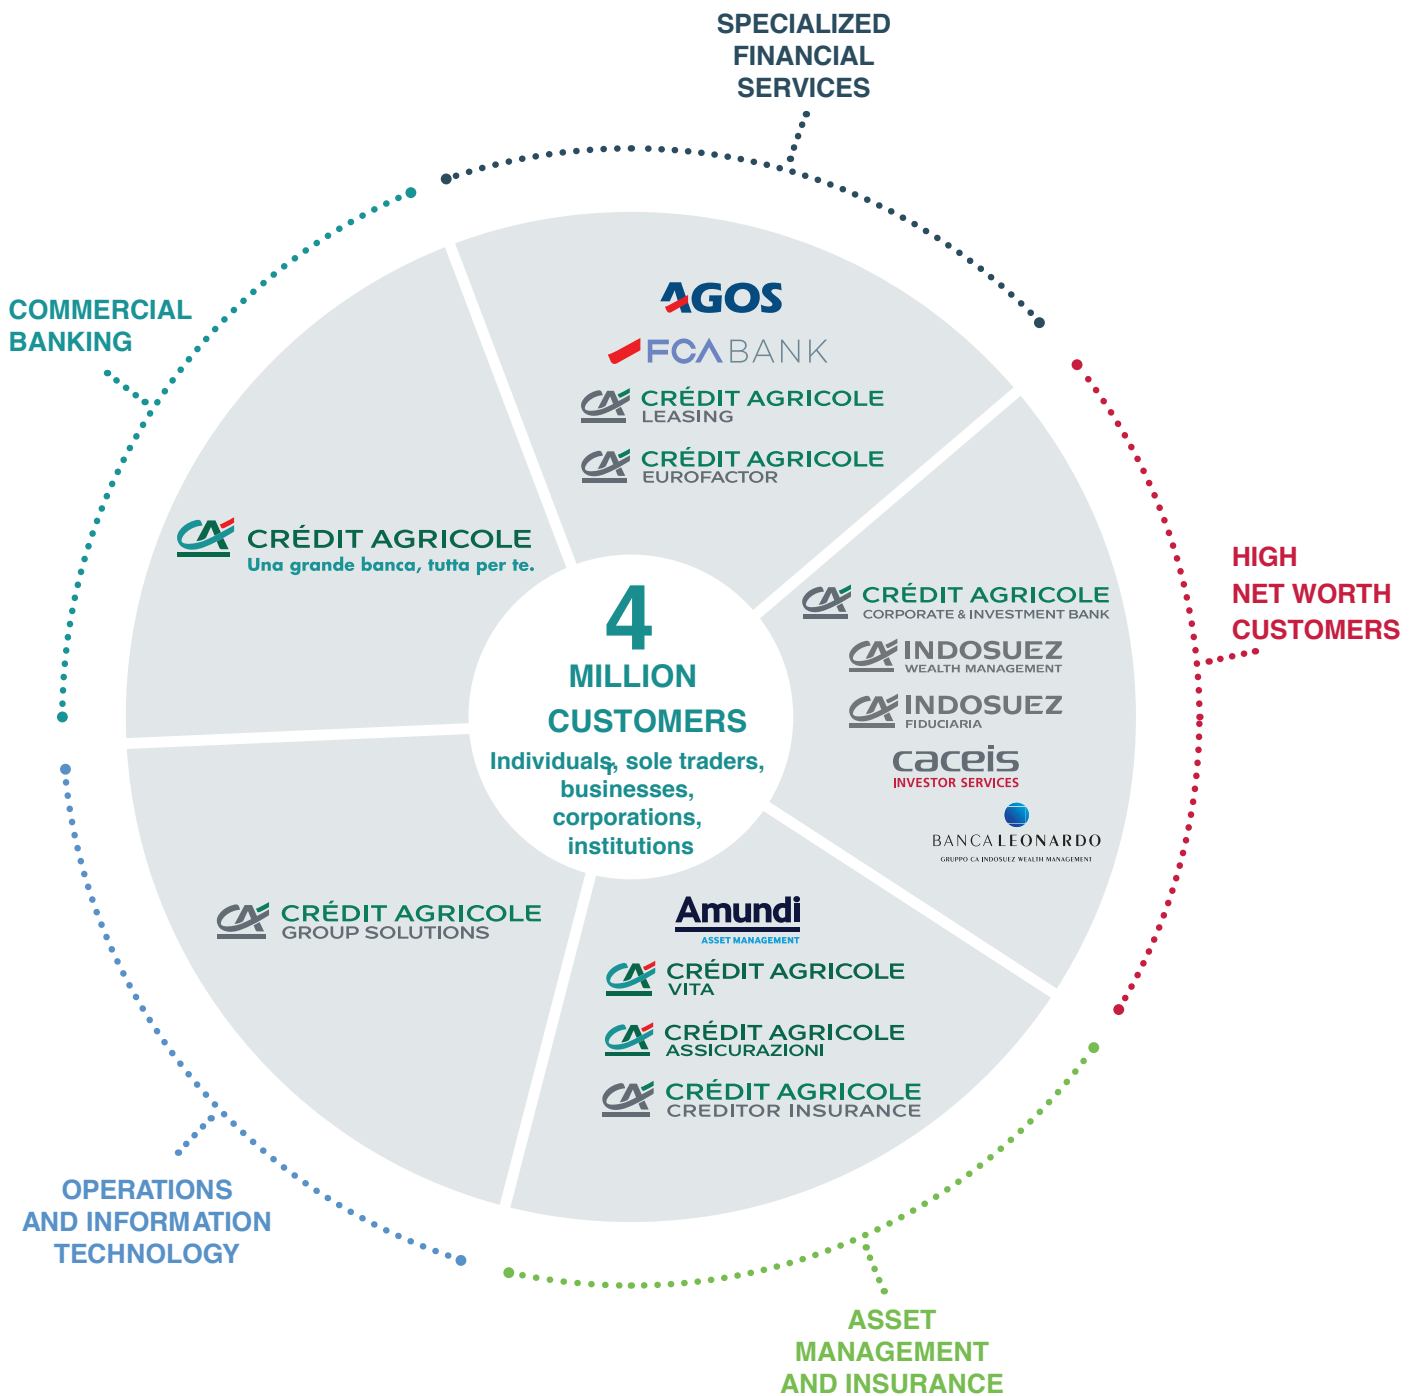 SPECIALIZED
FINANCIAL
SERVICES
COMMERCIAL
BANKING
AGOS
FCA BANK
CRÉDIT AGRICOLE
LEASING
CRÉDIT AGRICOLE
EUROFACTOR
CRÉDIT AGRICOLE
Una grande banca, tutta per te.
HIGH
NET WORTH
CUSTOMERS
CRÉDIT AGRICOLE
CORPORATE & INVESTMENT BANK
INDOSUEZ
WEALTH MANAGEMENT
INDOSUEZ
FIDUCIARIA
caceis
INVESTOR SERVICES
BANCA LEONARDO
GRUPPO CA INDOSUEZ WEALTH MANAGEMENT
4
MILLION
CUSTOMERS
Individuals, sole traders,
businesses,
corporations,
institutions
CRÉDIT AGRICOLE
GROUP SOLUTIONS
Amundi
ASSET MANAGEMENT
CRÉDIT AGRICOLE
VITA
CRÉDIT AGRICOLE
ASSICURAZIONI
CRÉDIT AGRICOLE
CREDITOR INSURANCE
OPERATIONS
AND INFORMATION
TECHNOLOGY
ASSET
MANAGEMENT
AND INSURANCE